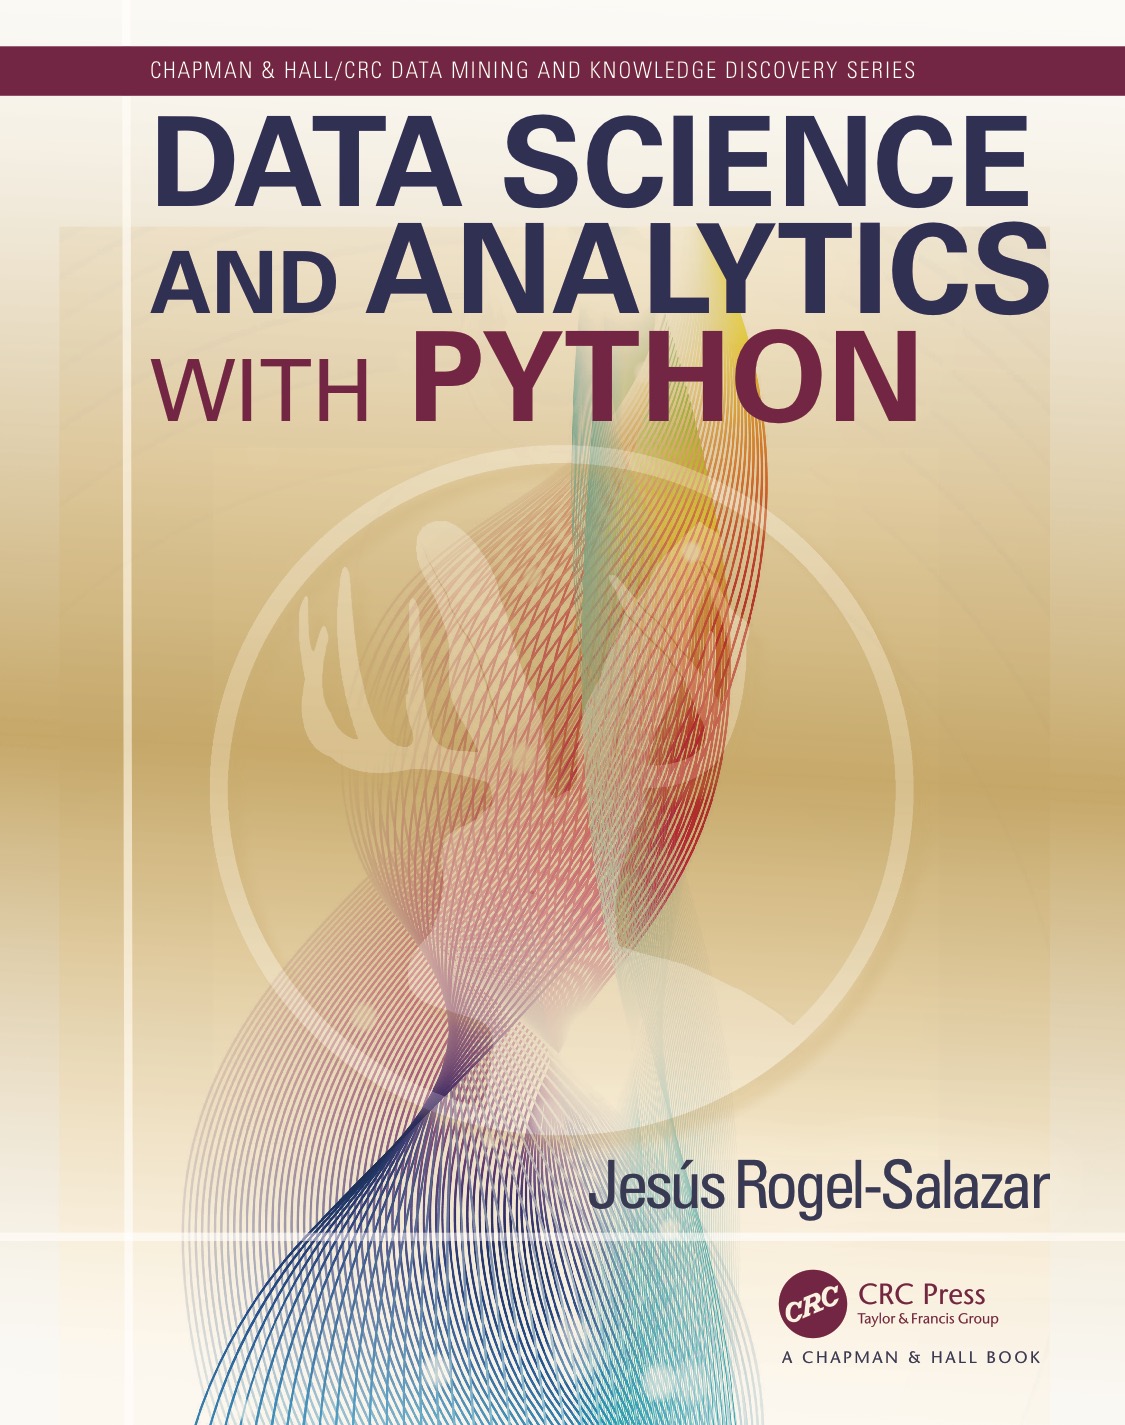 CHAPMAN & HALL/CRC DATA MINING AND KNOWLEDGE DISCOVERY SERIES
DATA SCIENCE
AND ANALYTICS
WITH PYTHON
Jesús Rogel-Salazar
CRC
CRC Press
Taylor & Francis Group
A CHAPMAN & HALL BOOK